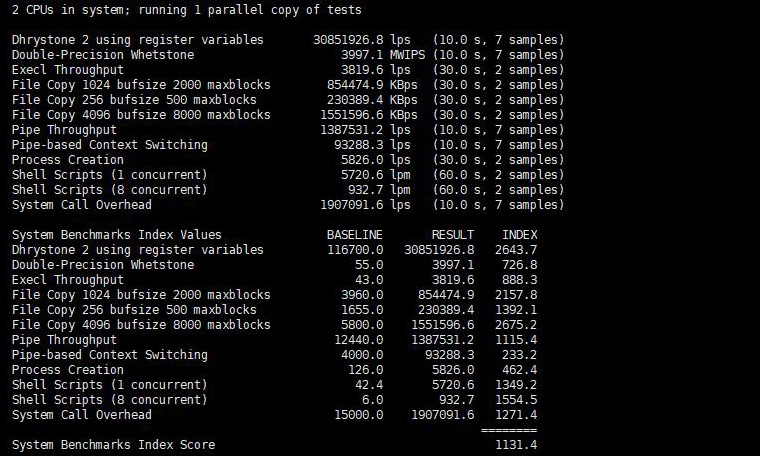 2 CPUs in system; running 1 parallel copy of tests
Dhrystone 2 using register variables 30851926.8 lps (10.0 s, 7 samples)
Double-Precision Whetstone 3997.1 MWIPS (10.0 s, 7 samples)
Execl Throughput 3819.6 lps (30.0 s, 2 samples)
File Copy 1024 bufsize 2000 maxblocks 854474.9 KBps (30.0 s, 2 samples)
File Copy 256 bufsize 500 maxblocks 230389.4 KBps (30.0 s, 2 samples)
File Copy 4096 bufsize 8000 maxblocks 1551596.6 KBps (30.0 s, 2 samples)
Pipe Throughput 1387531.2 lps (10.0 s, 7 samples)
Pipe-based Context Switching 93288.3 lps (10.0 s, 7 samples)
Process Creation 5826.0 lps (30.0 s, 2 samples)
Shell Scripts (1 concurrent) 5720.6 lpm (60.0 s, 2 samples)
Shell Scripts (8 concurrent) 932.7 lpm (60.0 s, 2 samples)
System Call Overhead 1907091.6 lps (10.0 s, 7 samples)
System Benchmarks Index Values BASELINE RESULT INDEX
Dhrystone 2 using register variables 116700.0 30851926.8 2643.7
Double-Precision Whetstone 55.0 3997.1 726.8
Execl Throughput 43.0 3819.6 888.3
File Copy 1024 bufsize 2000 maxblocks 3960.0 854474.9 2157.8
File Copy 256 bufsize 500 maxblocks 1655.0 230389.4 1392.1
File Copy 4096 bufsize 8000 maxblocks 5800.0 1551596.6 2675.2
Pipe Throughput 12440.0 1387531.2 1115.4
Pipe-based Context Switching 4000.0 93288.3 233.2
Process Creation 126.0 5826.0 462.4
Shell Scripts (1 concurrent) 42.4 5720.6 1349.2
Shell Scripts (8 concurrent) 6.0 932.7 1554.5
System Call Overhead 15000.0 1907091.6 1271.4
========
System Benchmarks Index Score 1131.4